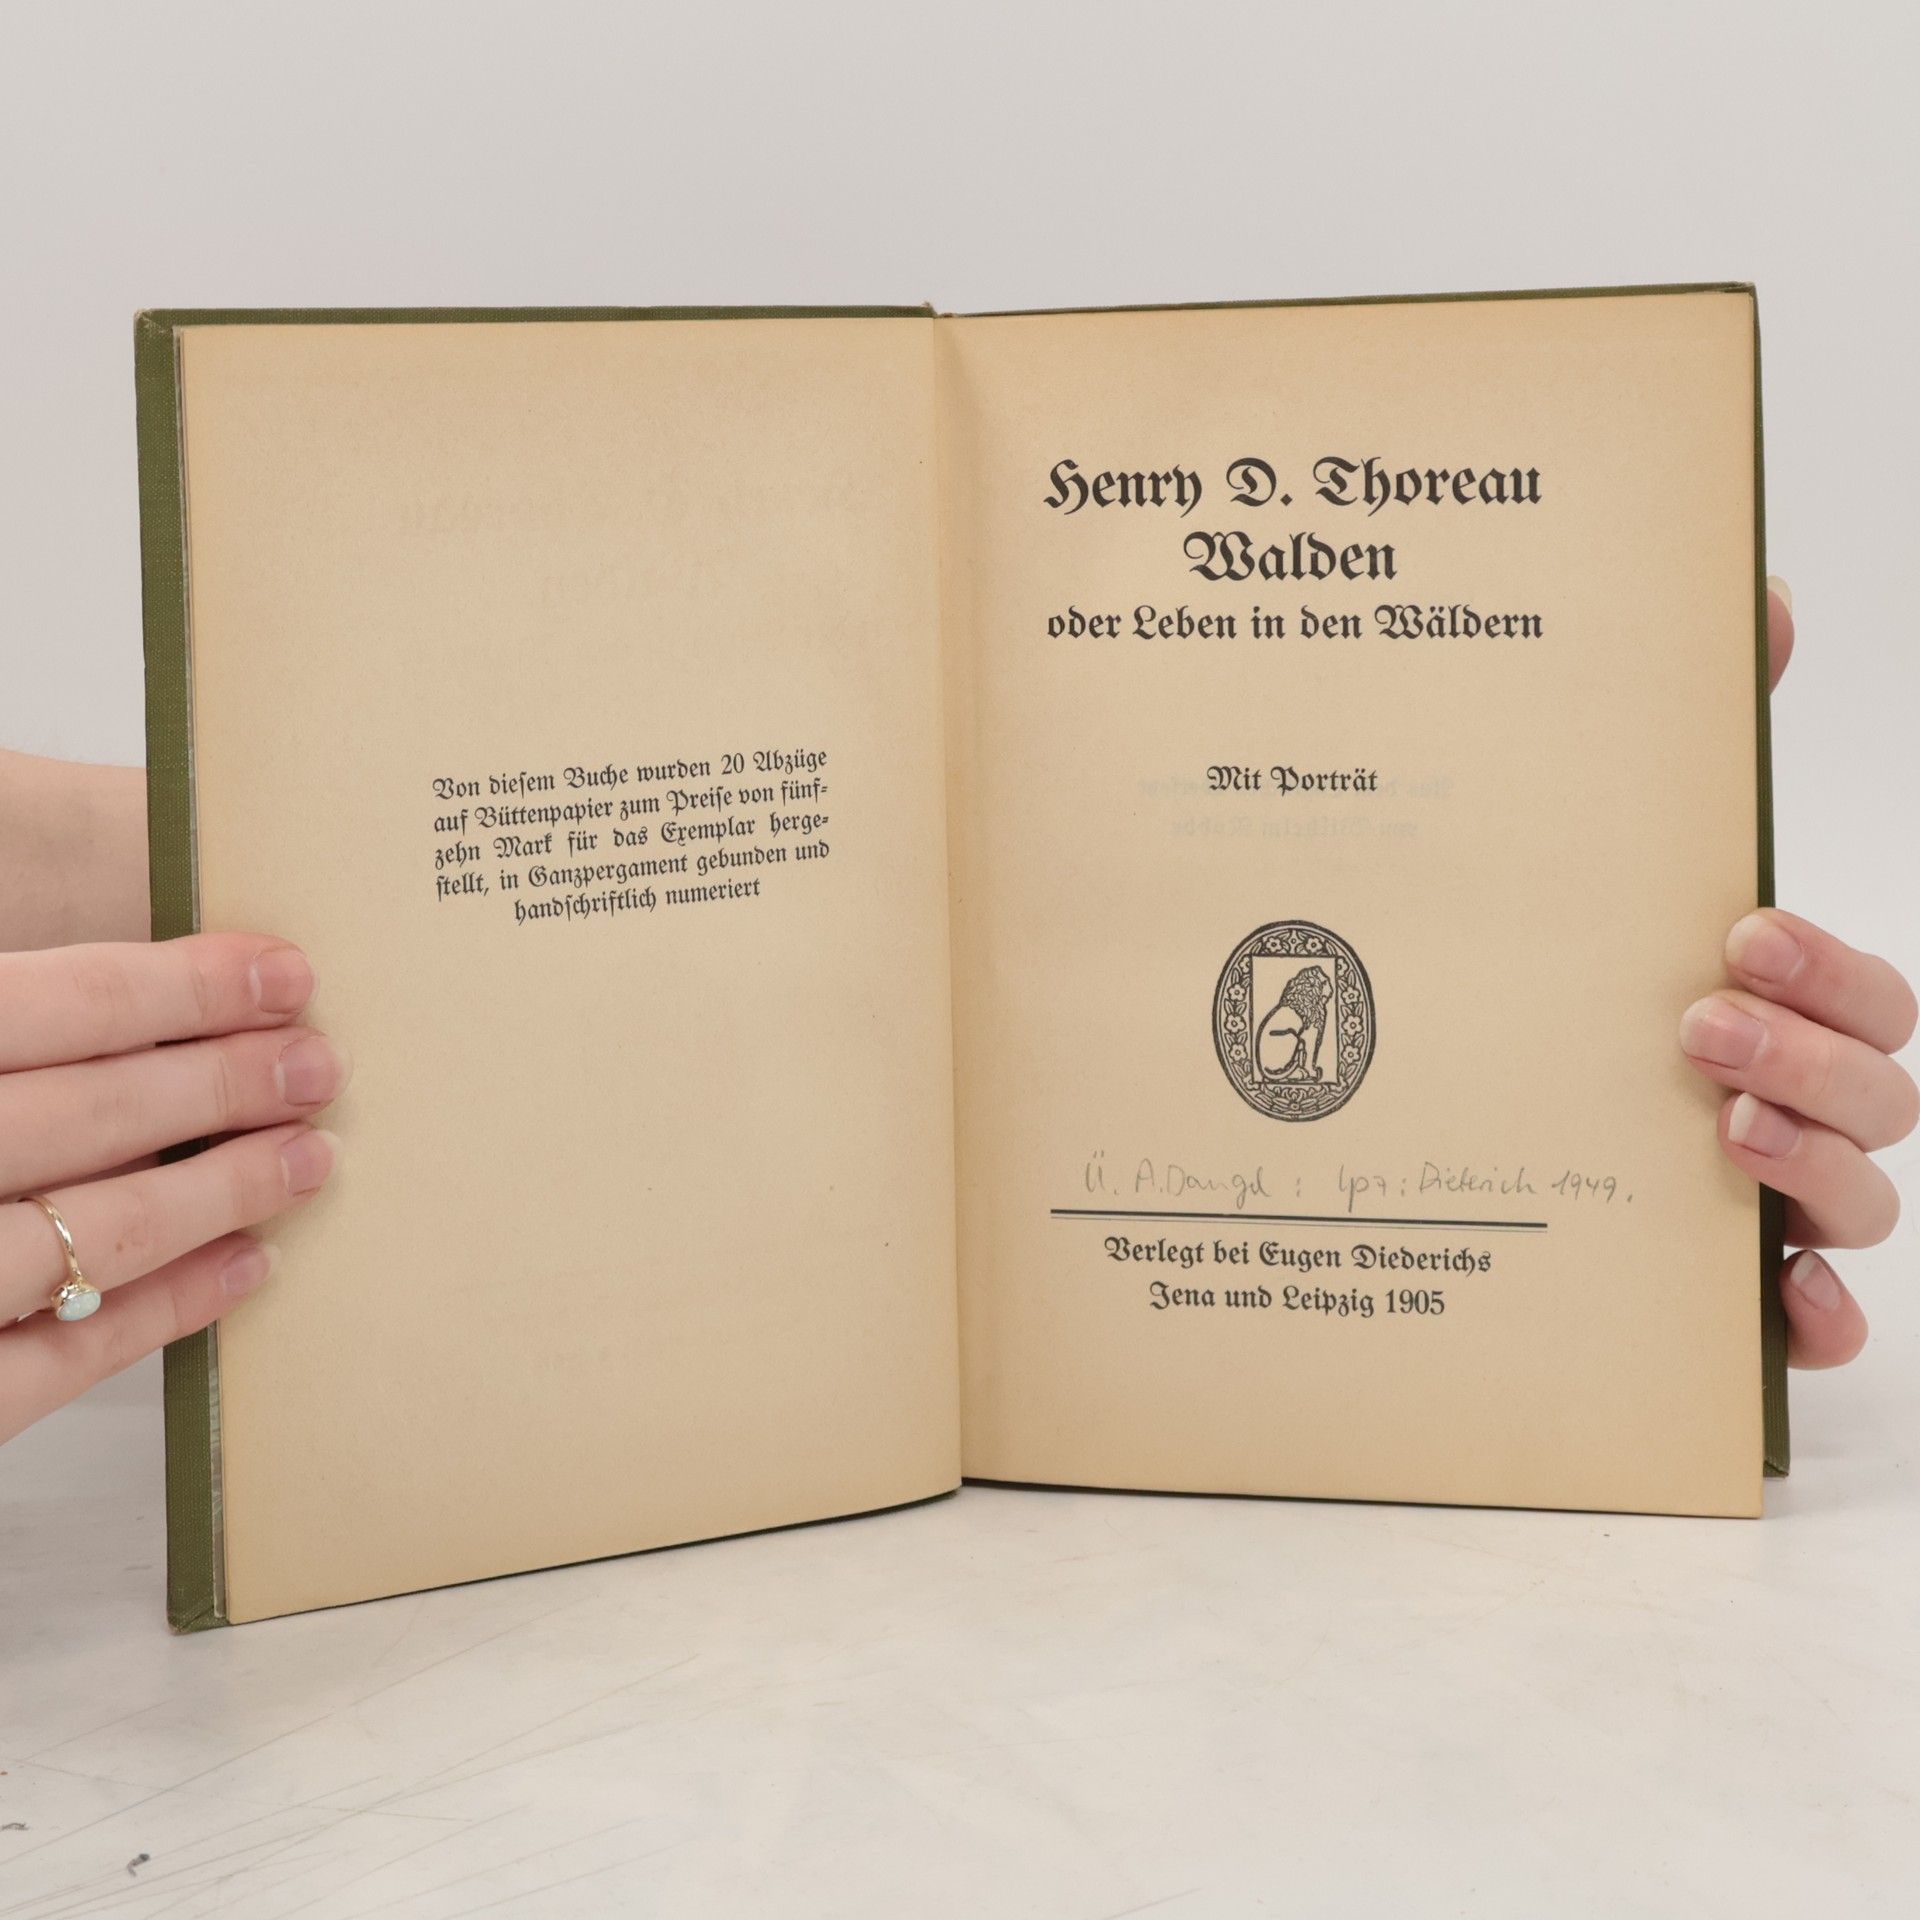 Von diesem Buche wurden 20 Abzüge
auf Büttenpapier zum Preise von fünf-
zehn Mark für das Exemplar herge-
stellt, in Ganzpergament gebunden und
handschriftlich numeriert
Henry D. Thoreau
Walden
oder Leben in den Wäldern
Mit Porträt
Ü. A. Dangel : Lpz : Dieterich 1949.
Verlegt bei Eugen Diederichs
Jena und Leipzig 1905